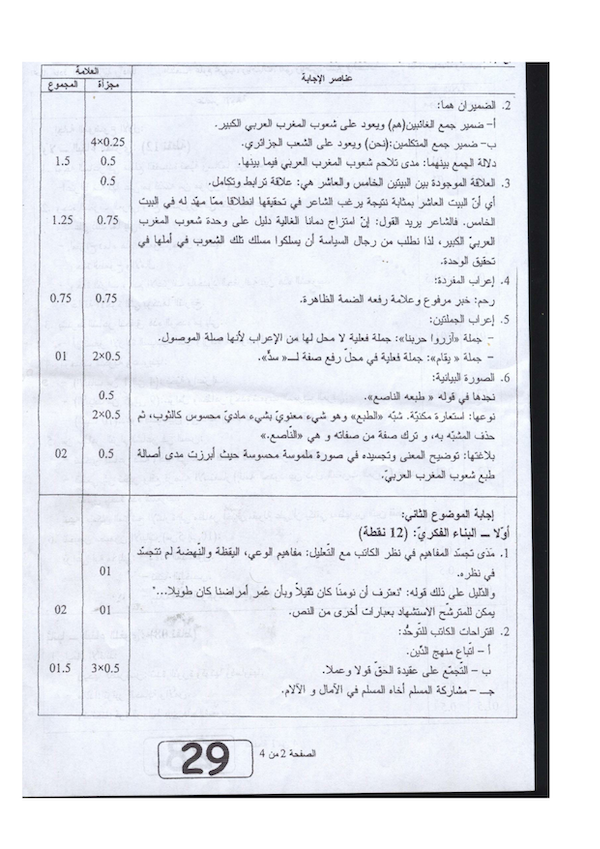 العلامة
عناصر الإجابة
مجزأة
المجموع
2. الضميران هما:
أ- ضمير جمع الغائبين(هم) ويعود على شعوب المغرب العربي الكبير.
ب- ضمير جمع المتكلمين:(نحن) ويعود على الشعب الجزائري. 4×0.25
دلالة الجمع بينهما: مدى تلاحم شعوب المغرب العربي فيما بينها. 0.5 1.5
3. العلاقة الموجودة بين البيتين الخامس والعاشر هي: علاقة ترابط وتكامل. 0.5
أي أنّ البيت العاشر بمثابة نتيجة يرغب الشاعر في تحقيقها انطلاقا ممّا مهّد له في البيت
الخامس. فالشاعر يريد القول: إنّ امتزاج دمانا الغالية دليل على وحدة شعوب المغرب 0.75 1.25
العربيّ الكبير، لذا نطلب من رجال السياسة أن يسلكوا مسلك تلك الشعوب في أملها في
تحقيق الوحدة.
4. إعراب المفردة:
رحم: خبر مرفوع وعلامة رفعه الضمة الظاهرة. 0.75 0.75
5. إعراب الجملتين:
– جملة «آزروا حربنا»: جملة فعلية لا محل لها من الإعراب لأنها صلة الموصول.
– جملة « يقام»: جملة فعلية في محلّ رفع صفة لــ« سدٌّ». 2×0.5 01
6. الصورة البيانية:
نجدها في قوله « طبعه الناصع». 0.5
نوعها: استعارة مكنيّة. شبّه «الطبع» وهو شيء معنويّ بشيء ماديّ محسوس كالثوب، ثم 2×0.5
حذف المشبّه به، و ترك صفة من صفاته و هي «النّاصع.»
بلاغتها: توضيح المعنى وتجسيده في صورة ملموسة محسوسة حيث أبرزت مدى أصالة 0.5 02
طبع شعوب المغرب العربيّ.
إجابة الموضوع الثاني:
أوّلا ــ البناء الفكريّ: (12 نقطة)
1. مَدى تجسّد المفاهيم في نظر الكاتب مع التّعليل: مفاهيم الوعي، اليقظة والنهضة لم تتجسّد
في نظره. 01
والدّليل على ذلك قوله: "نعترف أن نومنَا كان ثقيلاً وبأن عُمر أمراضنا كان طويلا..."
يمكن للمترشّح الاستشهاد بعبارات أخرى من النص. 01 02
2. اقتراحات الكاتب للتّوحُّد:
أ – اتّباع منهج الدّين.
ب – التّجمّع على عقيدة الحقّ قولا وعملا. 3×0.5 01.5
جــ – مشاركة المسلم أخاه المسلم في الآمال و الآلام.
الصفحة 2 من 4
29